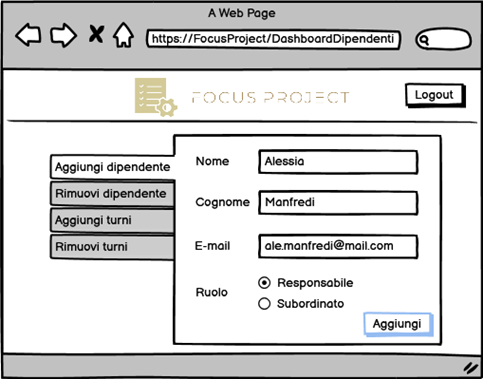 A Web Page
https://FocusProject/DashboardDipendenti
FOCUS PROJECT
Logout
Aggiungi dipendente
Rimuovi dipendente
Aggiungi turni
Rimuovi turni
Nome
Alessia
Cognome
Manfredi
E-mail
ale.manfredi@mail.com
Ruolo
Responsabile
Subordinato
Aggiungi